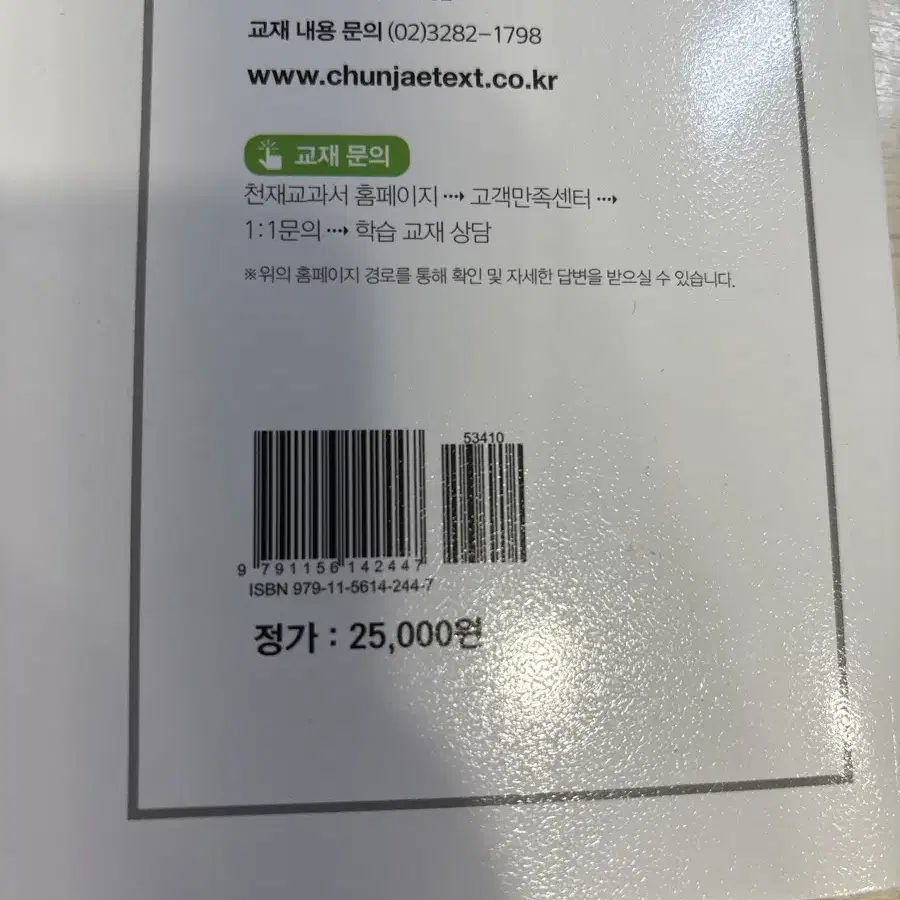 교재 내용 문의 (02)3282-1798
www.chunjaetext.co.kr
교재 문의
천재교과서 홈페이지 ⋯▸ 고객만족센터 ⋯▸
1:1문의 ⋯▸ 학습 교재 상담
※위의 홈페이지 경로를 통해 확인 및 자세한 답변을 받으실 수 있습니다.
53410
9 791156 142447
ISBN 979-11-5614-244-7
정가 : 25,000원